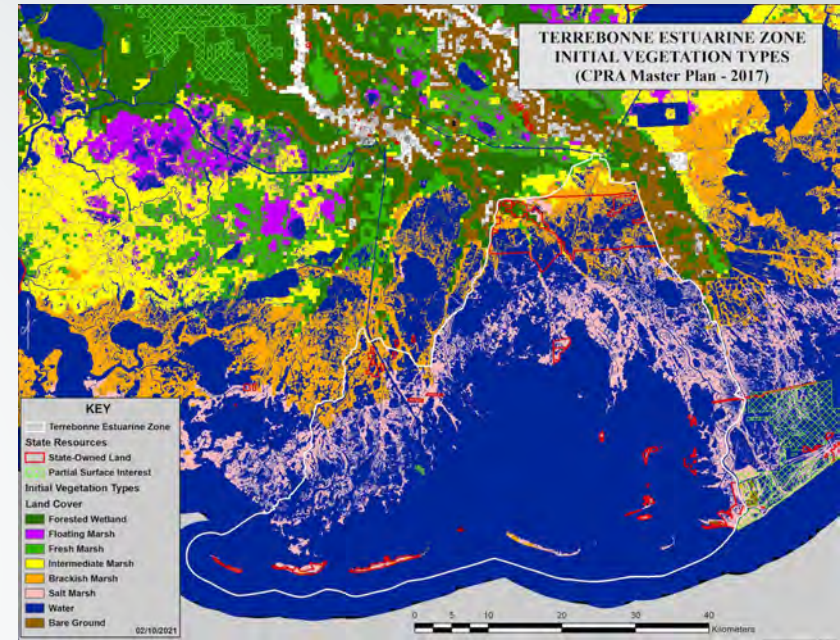 TERREBONNE ESTUARINE ZONE
INITIAL VEGETATION TYPES
(CPRA Master Plan - 2017)
KEY
Terrebonne Estuarine Zone
State Resources
State-Owned Land
Partial Surface Interest
Initial Vegetation Types
Land Cover
Forested Wetland
Floating Marsh
Fresh Marsh
Intermediate Marsh
Brackish Marsh
Salt Marsh
Water
Bare Ground
02/10/2021
0 5 10 20 30 40
Kilometers